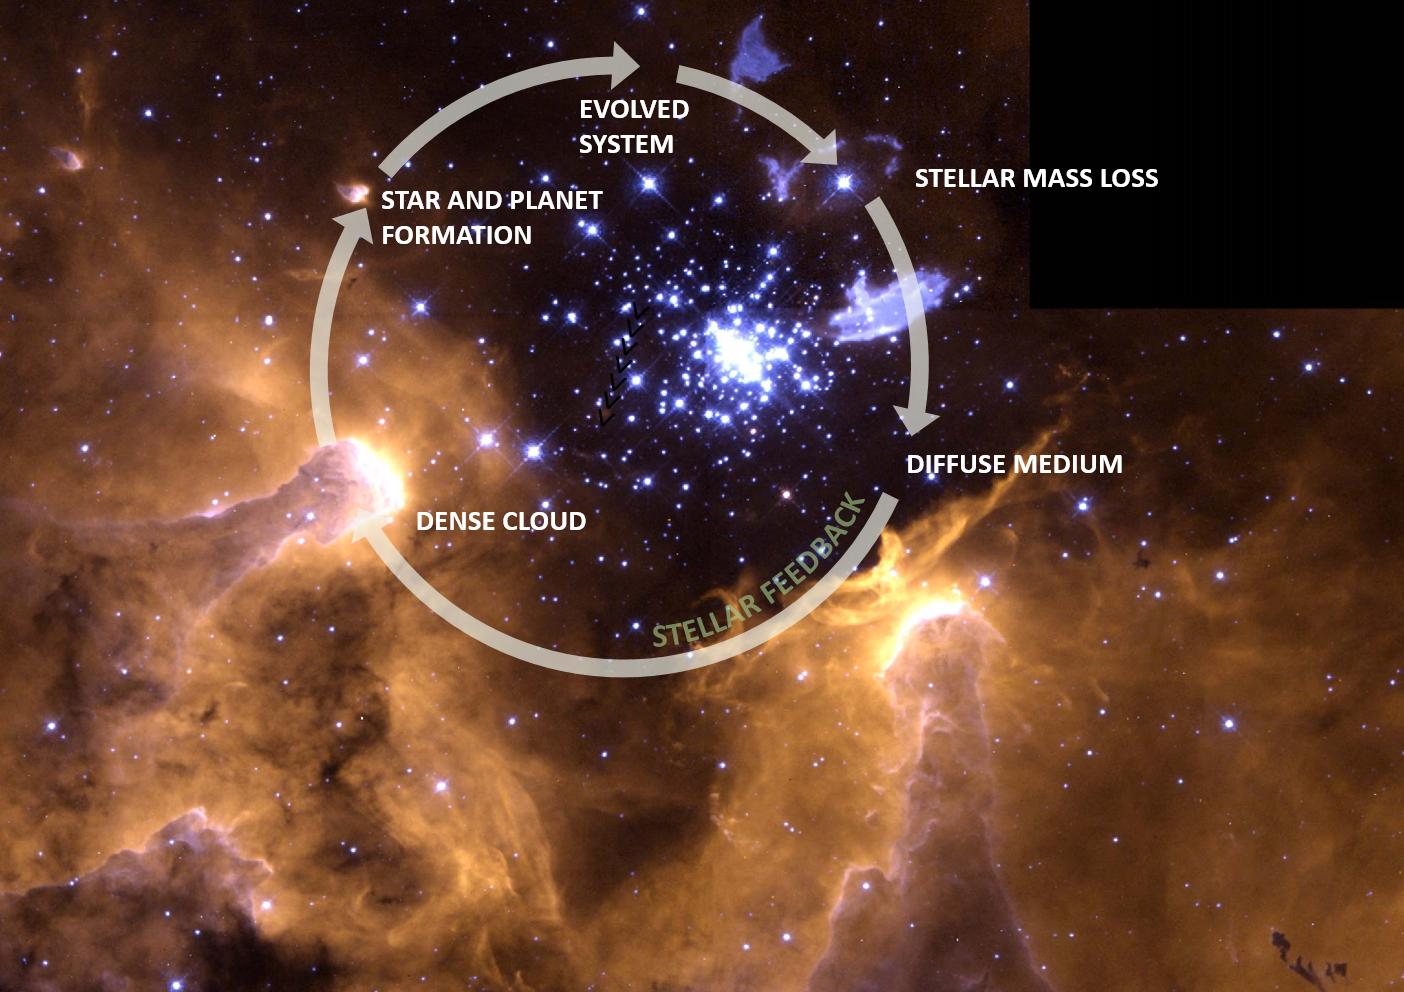 EVOLVED
SYSTEM
STELLAR MASS LOSS
STAR AND PLANET
FORMATION
DIFFUSE MEDIUM
DENSE CLOUD
STELLAR FEEDBACK